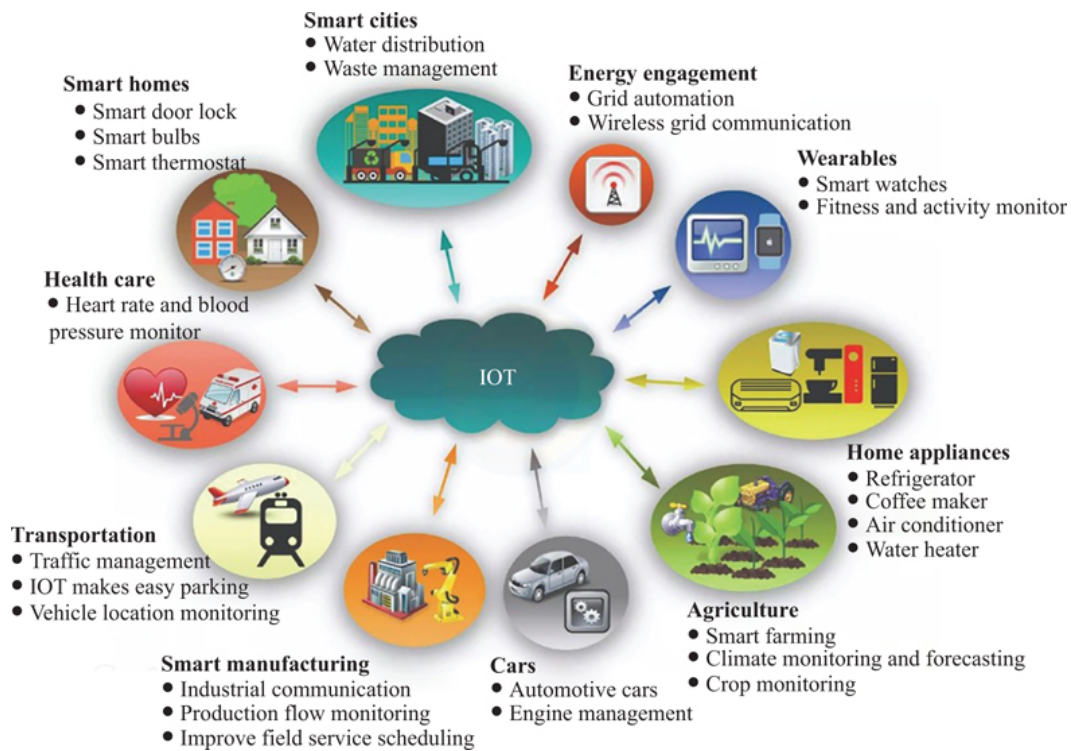 Smart cities
● Water distribution
● Waste management
Energy engagement
● Grid automation
● Wireless grid communication
Smart homes
● Smart door lock
● Smart bulbs
● Smart thermostat
Wearables
● Smart watches
● Fitness and activity monitor
Health care
● Heart rate and blood
pressure monitor
IOT
Home appliances
● Refrigerator
● Coffee maker
● Air conditioner
● Water heater
Transportation
● Traffic management
● IOT makes easy parking
● Vehicle location monitoring
Agriculture
● Smart farming
● Climate monitoring and forecasting
● Crop monitoring
Smart manufacturing
● Industrial communication
● Production flow monitoring
● Improve field service scheduling
Cars
● Automotive cars
● Engine management